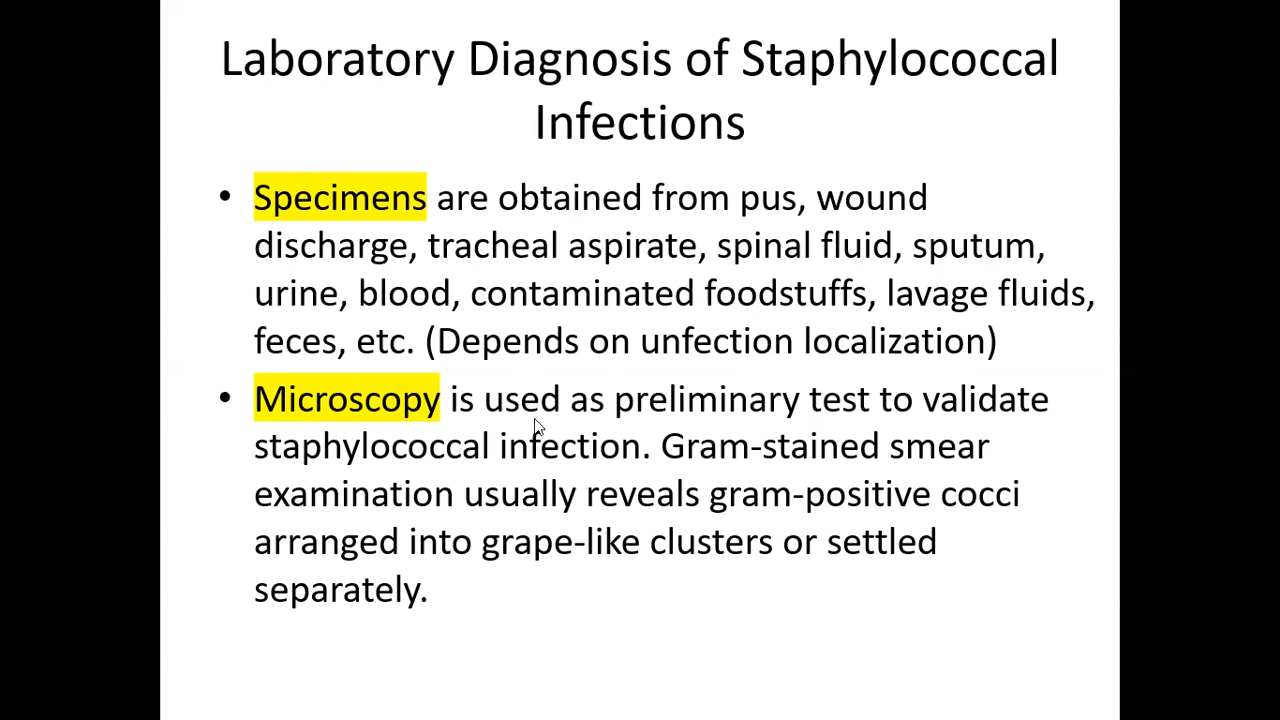 Laboratory Diagnosis of Staphylococcal
Infections
• Specimens are obtained from pus, wound
discharge, tracheal aspirate, spinal fluid, sputum,
urine, blood, contaminated foodstuffs, lavage fluids,
feces, etc. (Depends on unfection localization)
• Microscopy is used as preliminary test to validate
staphylococcal infection. Gram-stained smear
examination usually reveals gram-positive cocci
arranged into grape-like clusters or settled
separately.